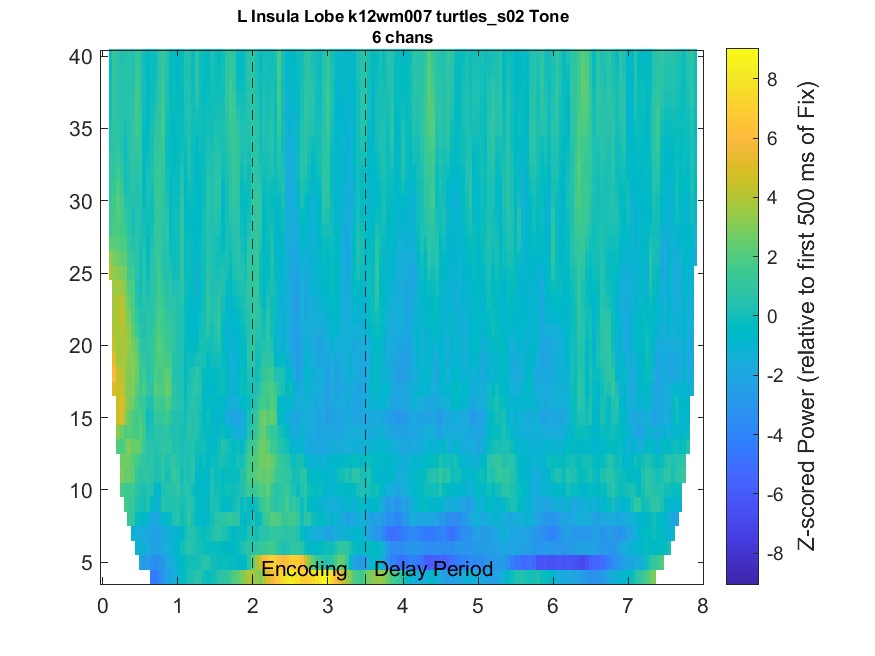 L Insula Lobe k12wm007 turtles_s02 Tone
6 chans
40
35
30
25
20
15
10
5
Encoding
Delay Period
0 1 2 3 4 5 6 7 8
8
6
4
2
0
-2
-4
-6
-8
Z-scored Power (relative to first 500 ms of Fix)